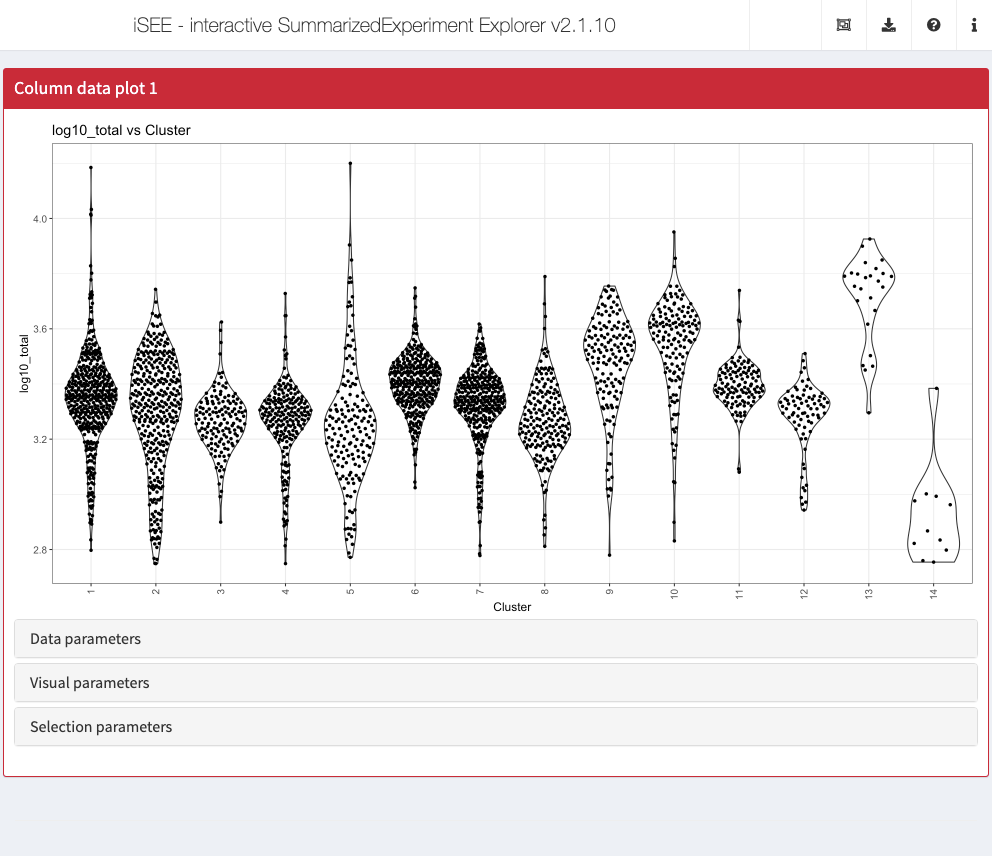 iSEE - interactive SummarizedExperiment Explorer v2.1.10
Column data plot 1
log10_total vs Cluster
4.0
3.6
3.2
2.8
log10_total
1 2 3 4 5 6 7 8 9 10 11 12 13 14
Cluster
Data parameters
Visual parameters
Selection parameters